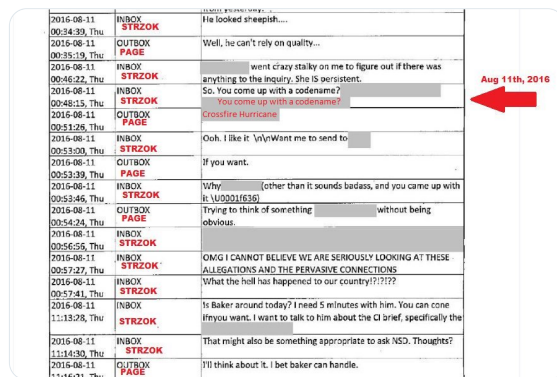 from yesterday.
2016-08-11 INBOX He looked sheepish....
00:34:39, Thu STRZOK
2016-08-11 OUTBOX Well, he can't rely on quality...
00:35:19, Thu PAGE
2016-08-11 INBOX went crazy stalky on me to figure out if there was
00:46:22, Thu STRZOK anything to the inquiry. She IS persistent.
Aug 11th, 2016
2016-08-11 INBOX So. You come up with a codename?
00:48:15, Thu STRZOK You come up with a codename?
2016-08-11 OUTBOX Crossfire Hurricane
00:51:26, Thu PAGE
2016-08-11 INBOX Ooh. I like it \n\nWant me to send to
00:53:00, Thu STRZOK
2016-08-11 OUTBOX If you want.
00:53:39, Thu PAGE
2016-08-11 INBOX Why (other than it sounds badass, and you came up with
00:53:46, Thu STRZOK it \U0001f636)
2016-08-11 OUTBOX Trying to think of something without being
00:54:24, Thu PAGE obvious.
2016-08-11 INBOX
00:56:56, Thu STRZOK
2016-08-11 INBOX OMG I CANNOT BELIEVE WE ARE SERIOUSLY LOOKING AT THESE
00:57:27, Thu STRZOK ALLEGATIONS AND THE PERVASIVE CONNECTIONS
2016-08-11 INBOX What the hell has happened to our country!?!?!??
00:57:41, Thu STRZOK
2016-08-11 INBOX Is Baker around today? I need 5 minutes with him. You can cone
11:13:28, Thu STRZOK ifnyou want. I want to talk to him about the CI brief, specifically the
2016-08-11 INBOX That might also be something appropriate to ask NSD. Thoughts?
11:14:30, Thu STRZOK
2016-08-11 OUTBOX I'll think about it. I bet baker can handle.
11:16:21, Thu PAGE